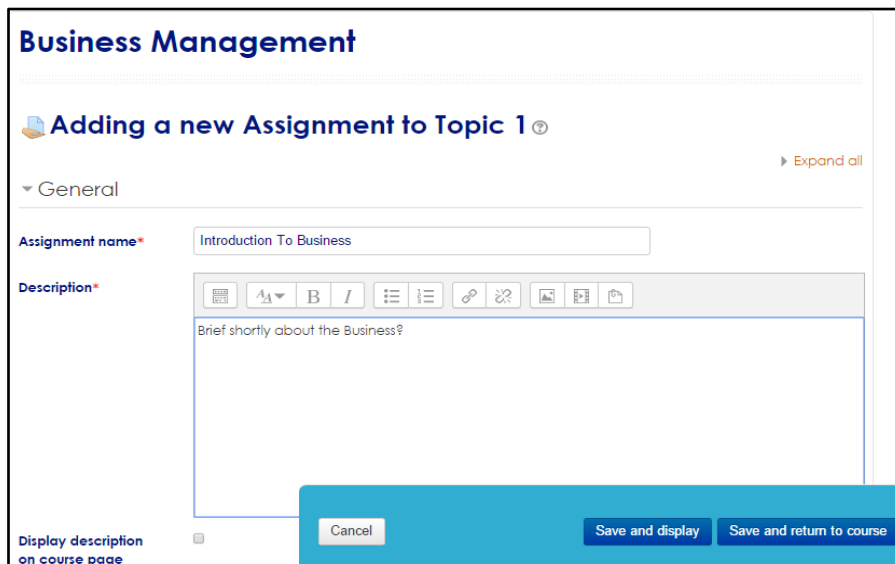 Business Management
Adding a new Assignment to Topic 1
Expand all
General
Assignment name*
Introduction To Business
Description*
Brief shortly about the Business?
Cancel
Save and display
Save and return to course
Display description
on course page